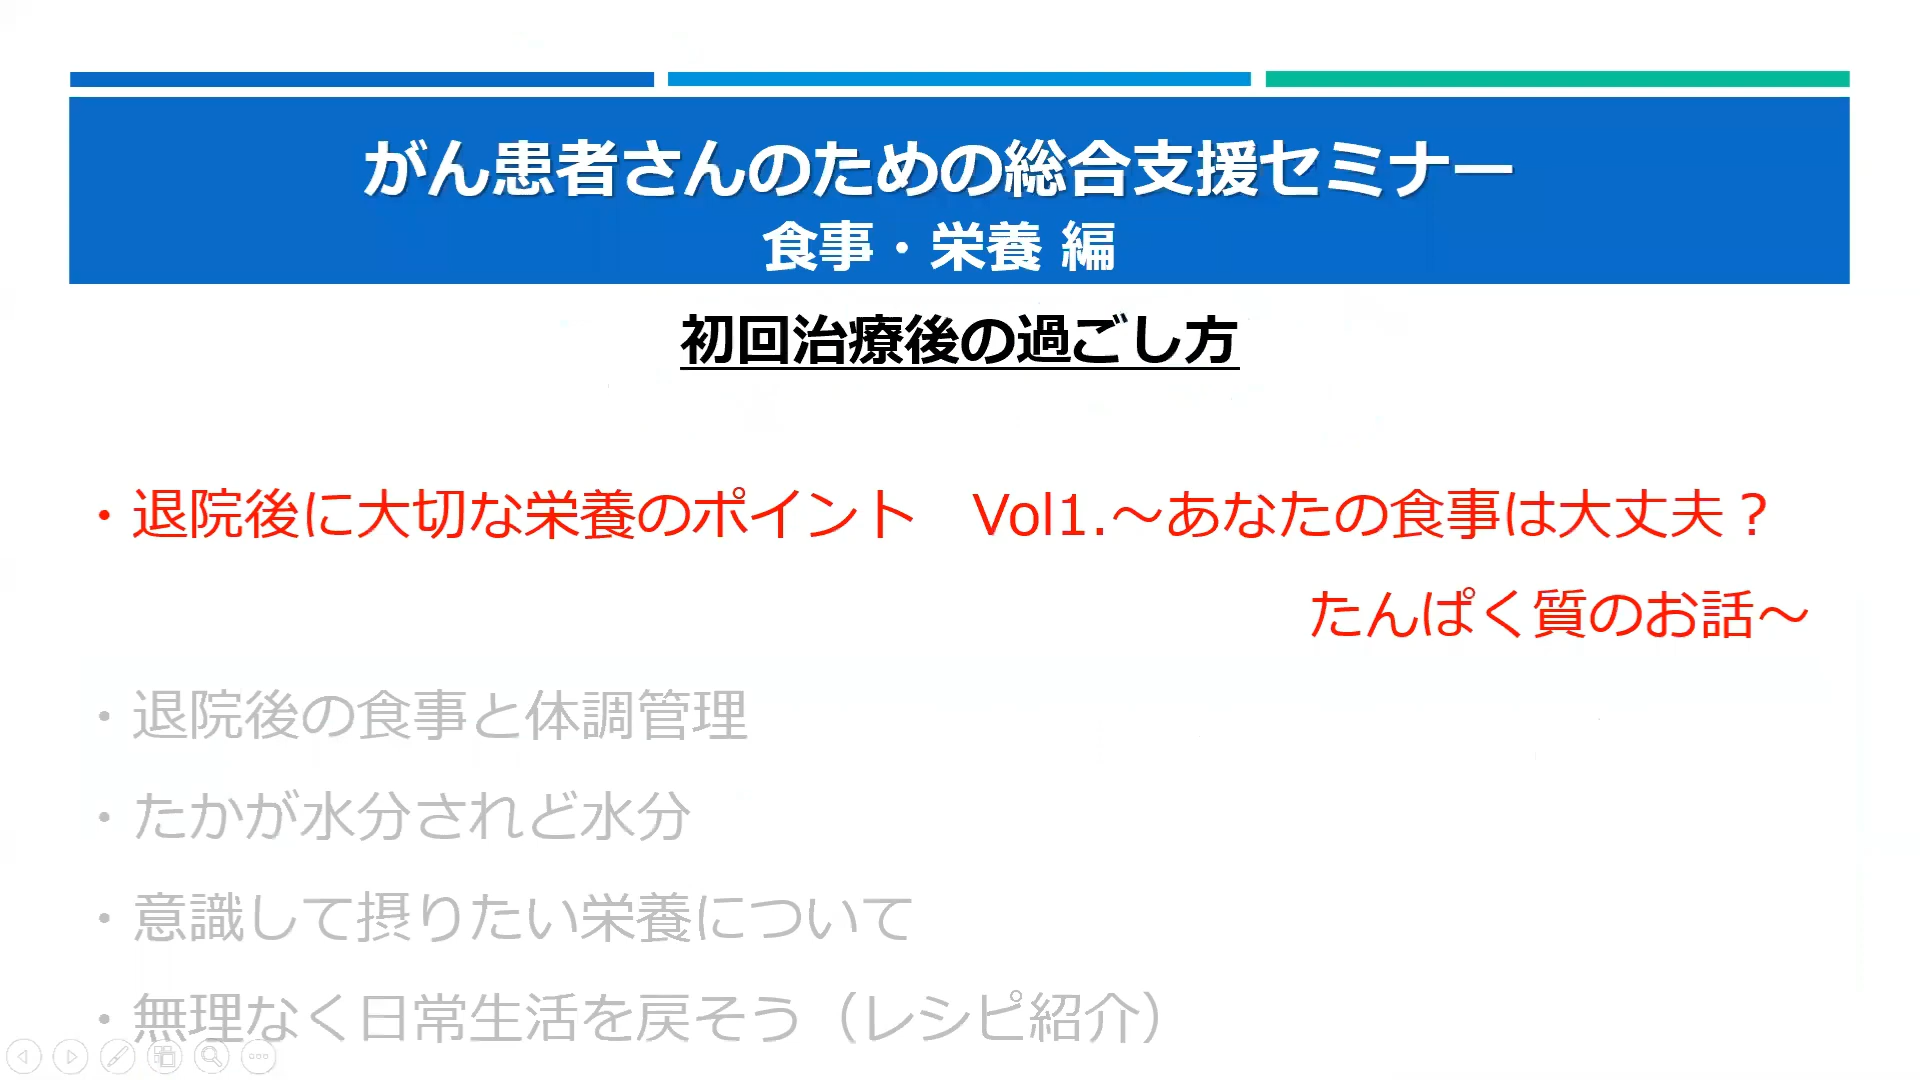 がん患者さんのための総合支援セミナー
食事・栄養 編
初回治療後の過ごし方
・退院後に大切な栄養のポイント　Vol1.～あなたの食事は大丈夫？
たんぱく質のお話～
・退院後の食事と体調管理
・たかが水分されど水分
・意識して摂りたい栄養について
・無理なく日常生活を戻そう（レシピ紹介）